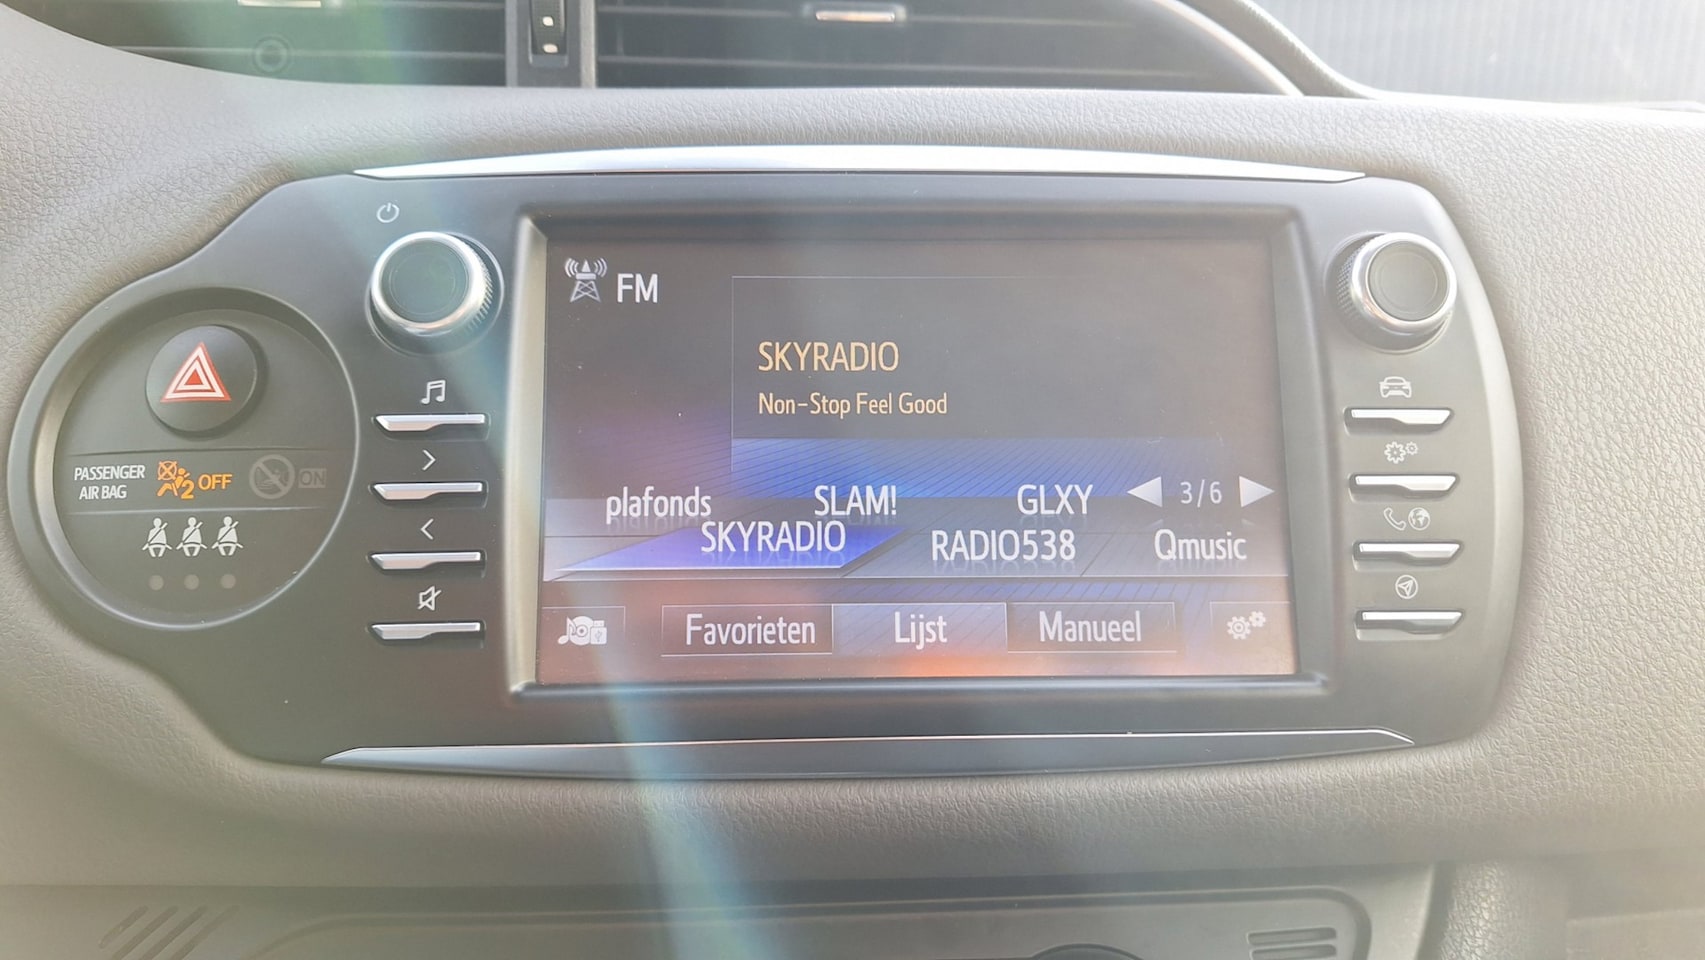 FM
SKYRADIO
Non-Stop Feel Good
plafonds SLAM! GLXY 3/6
SKYRADIO RADIO538 Qmusic
Favorieten Lijst Manueel
PASSENGER
AIR BAG
2 OFF
ON